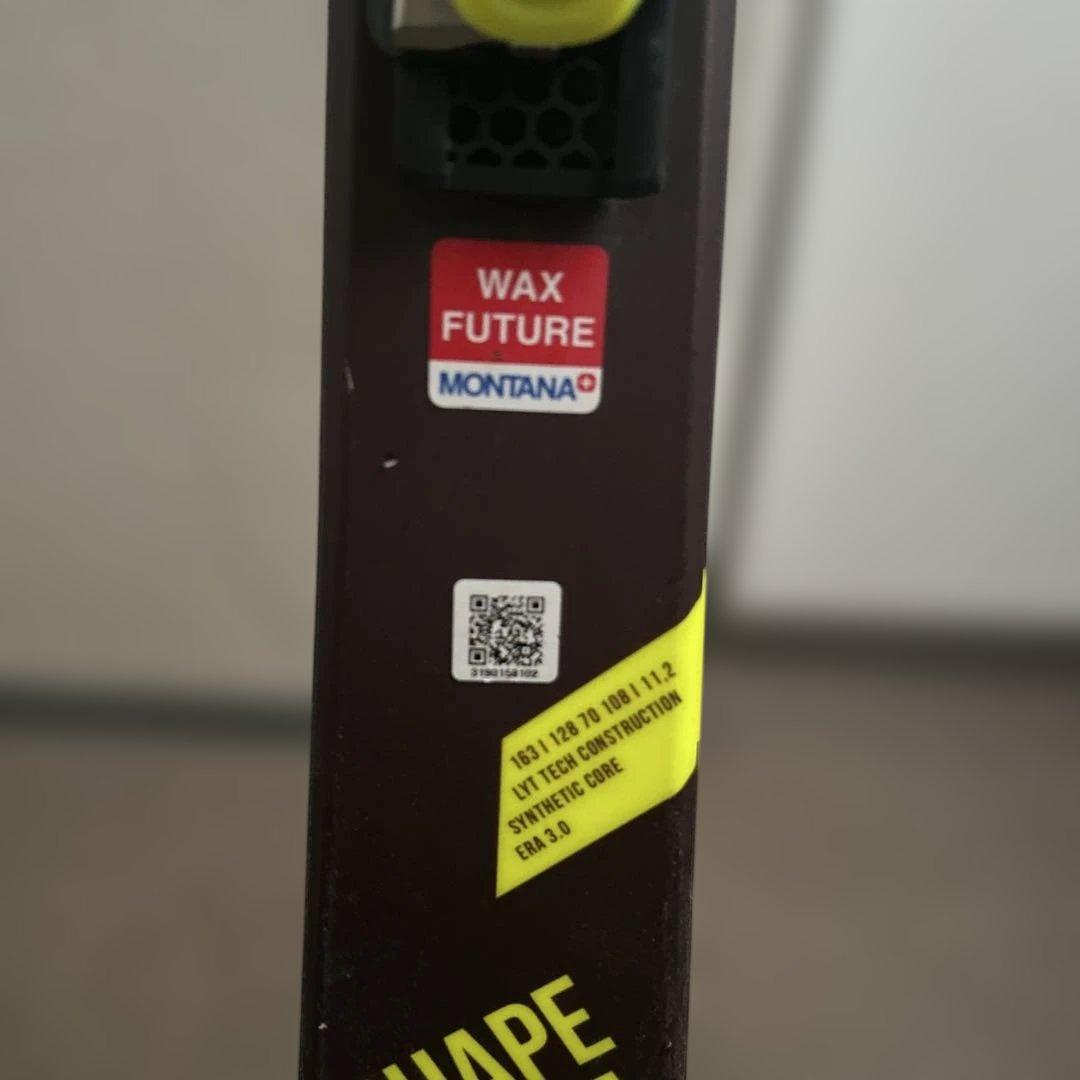 WAX
FUTURE
MONTANA
3190158102
163 | 128 70 108 | 11,2
LYT TECH CONSTRUCTION
SYNTHETIC CORE
ERA 3.0
HAPE